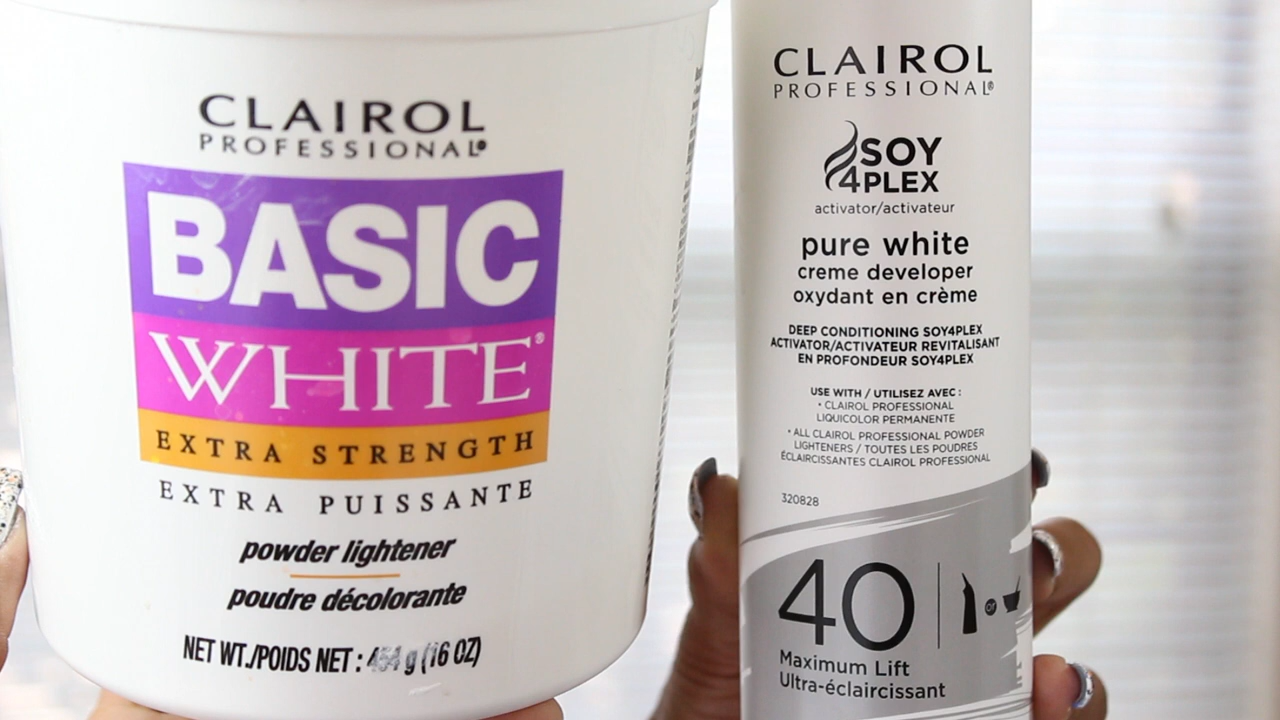 CLAIROL
PROFESSIONAL®
BASIC
WHITE®
EXTRA STRENGTH
EXTRA PUISSANTE
powder lightener
poudre décolorante
NET WT./POIDS NET : 454 g (16 OZ)
CLAIROL
PROFESSIONAL®
SOY
4PLEX
activator/activateur
pure white
creme developer
oxydant en crème
DEEP CONDITIONING SOY4PLEX
ACTIVATOR/ACTIVATEUR REVITALISANT
EN PROFONDEUR SOY4PLEX
USE WITH / UTILISEZ AVEC :
• CLAIROL PROFESSIONAL
LIQUICOLOR PERMANENTE
• ALL CLAIROL PROFESSIONAL POWDER
LIGHTENERS / TOUTES LES POUDRES
ÉCLAIRCISSANTES CLAIROL PROFESSIONAL
320828
40
or
Maximum Lift
Ultra-éclaircissant